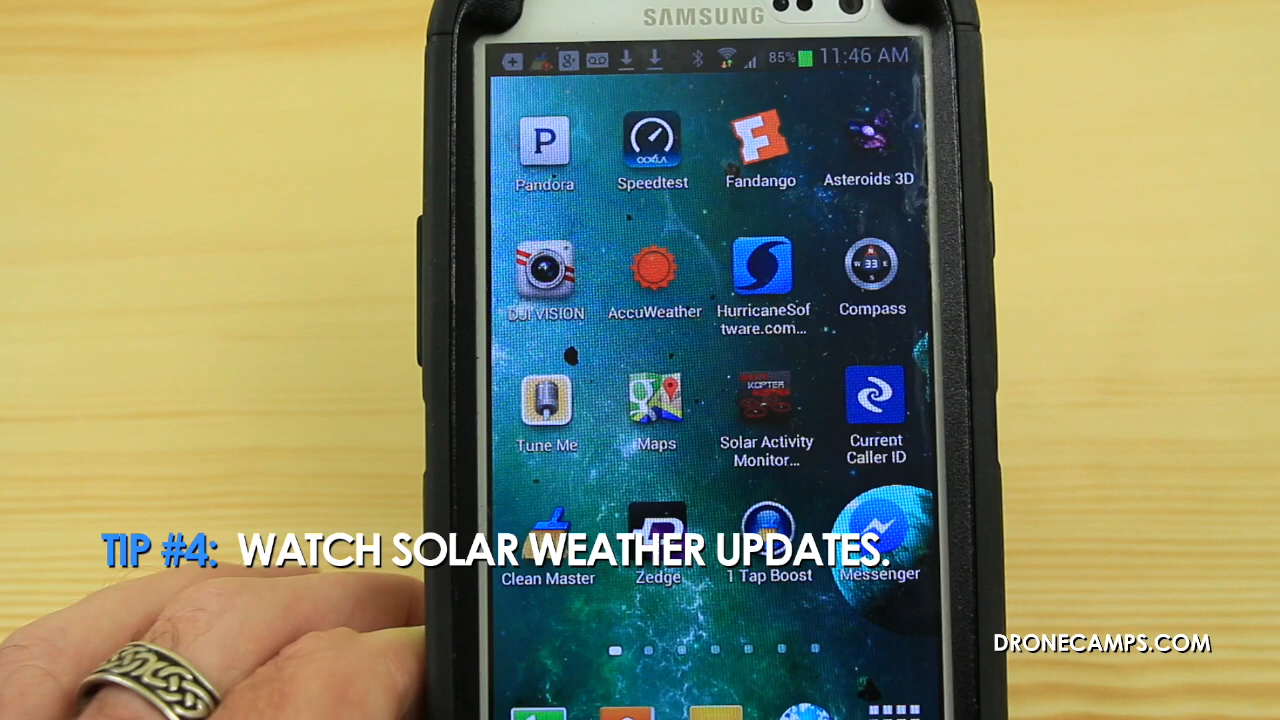 SAMSUNG
85% 11:46 AM
P
OOKLA
F
Pandora Speedtest Fandango Asteroids 3D
N
W 33 E
S
DJI VISION AccuWeather HurricaneSof Compass
tware.com...
KOPTER
Tune Me Maps Solar Activity Current
Monitor... Caller ID
TIP #4: WATCH SOLAR WEATHER UPDATES.
Clean Master Zedge 1 Tap Boost Messenger
DRONECAMPS.COM